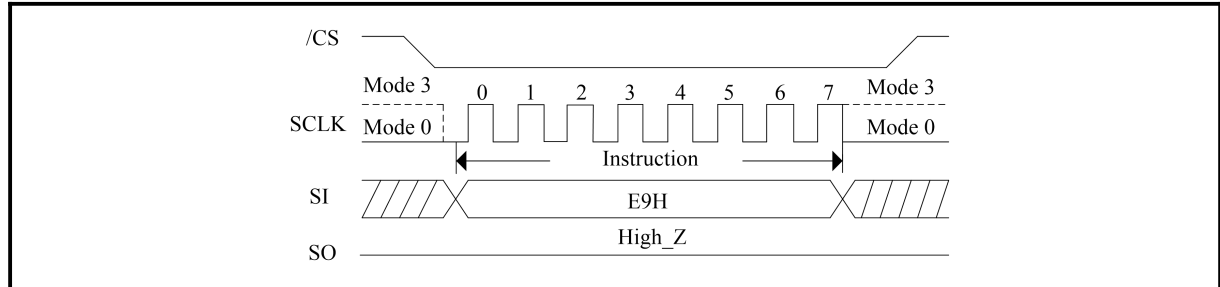 /CS
Mode 3 0 1 2 3 4 5 6 7 Mode 3
SCLK Mode 0 Mode 0
Instruction
SI E9H
High_Z
SO